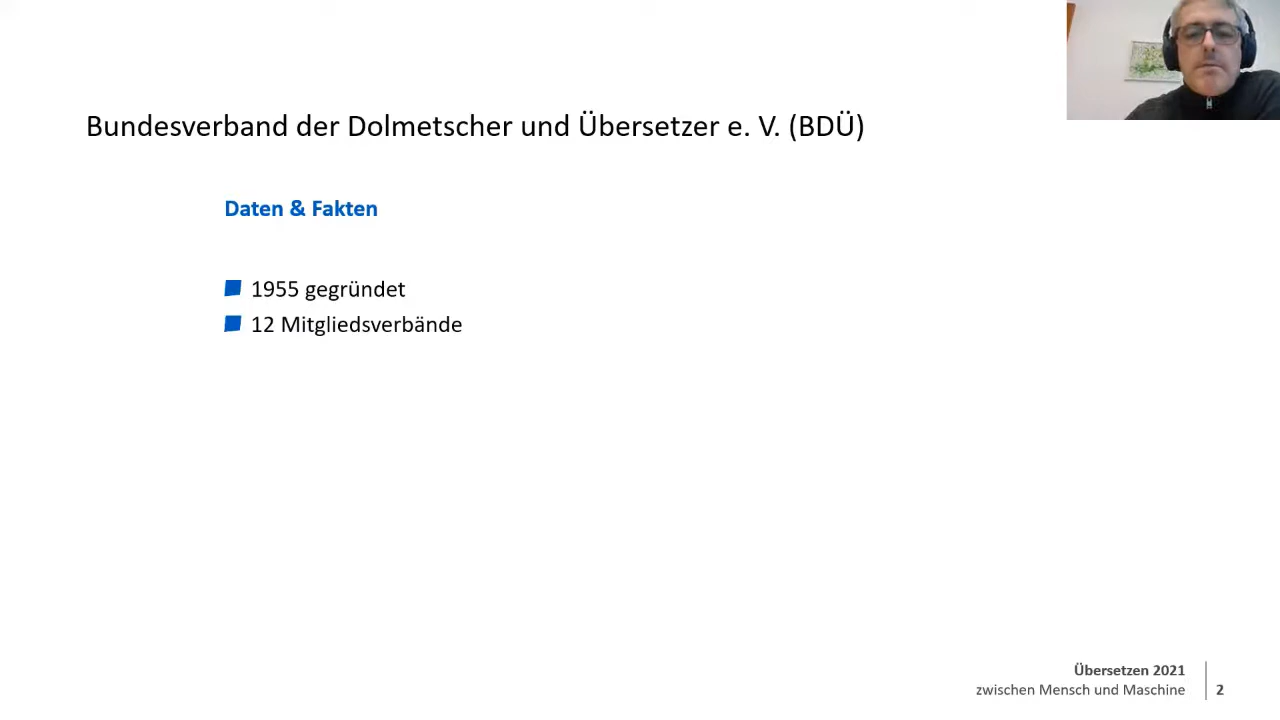 Bundesverband der Dolmetscher und Übersetzer e. V. (BDÜ)
Daten & Fakten
1955 gegründet
12 Mitgliedsverbände
Übersetzen 2021
zwischen Mensch und Maschine
2